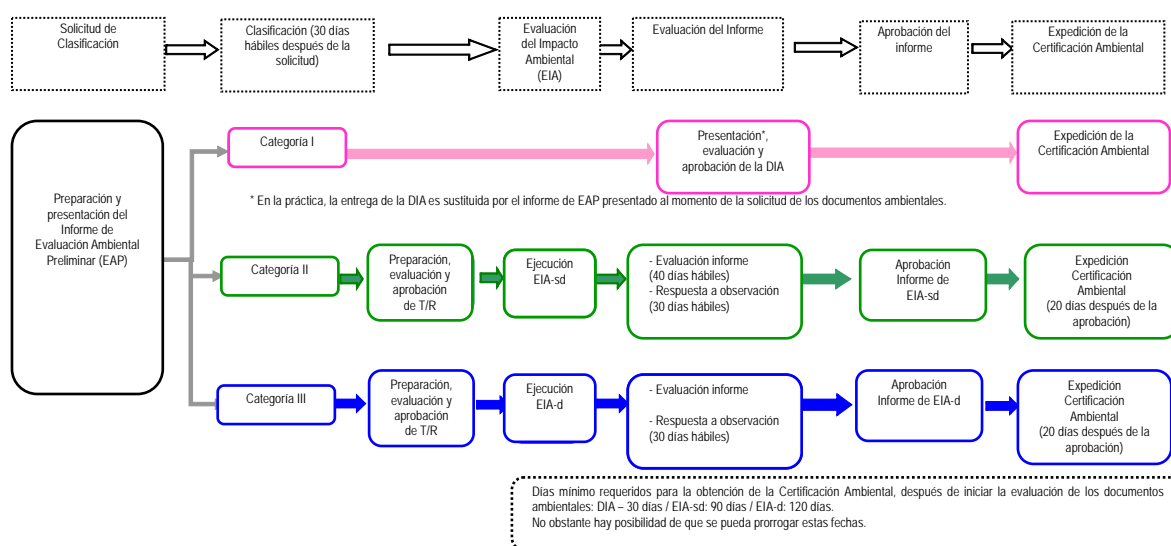 Solicitud de
Clasificación
Clasificación (30 días
hábiles después de la
solicitud)
Evaluación
del Impacto
Ambiental
(EIA)
Evaluación del Informe
Aprobación del
informe
Expedición de la
Certificación Ambiental
Preparación y
presentación del
Informe de
Evaluación Ambiental
Preliminar (EAP)
Categoría I
Presentación*,
evaluación y
aprobación de la DIA
Expedición de la
Certificación Ambiental
* En la práctica, la entrega de la DIA es sustituida por el informe de EAP presentado al momento de la solicitud de los documentos ambientales.
Categoría II
Preparación,
evaluación y
aprobación
de T/R
Ejecución
EIA-sd
- Evaluación informe
(40 días hábiles)
- Respuesta a observación
(30 días hábiles)
Aprobación
Informe de
EIA-sd
Expedición
Certificación
Ambiental
(20 días después de la
aprobación)
Categoría III
Preparación,
evaluación y
aprobación
de T/R
Ejecución
EIA-d
- Evaluación informe
- Respuesta a observación
(30 días hábiles)
Aprobación
Informe de EIA-d
Expedición
Certificación
Ambiental
(20 días después de la
aprobación)
Días mínimo requeridos para la obtención de la Certificación Ambiental, después de iniciar la evaluación de los documentos
ambientales: DIA – 30 días / EIA-sd: 90 días / EIA-d: 120 días.
No obstante hay posibilidad de que se pueda prorrogar estas fechas.